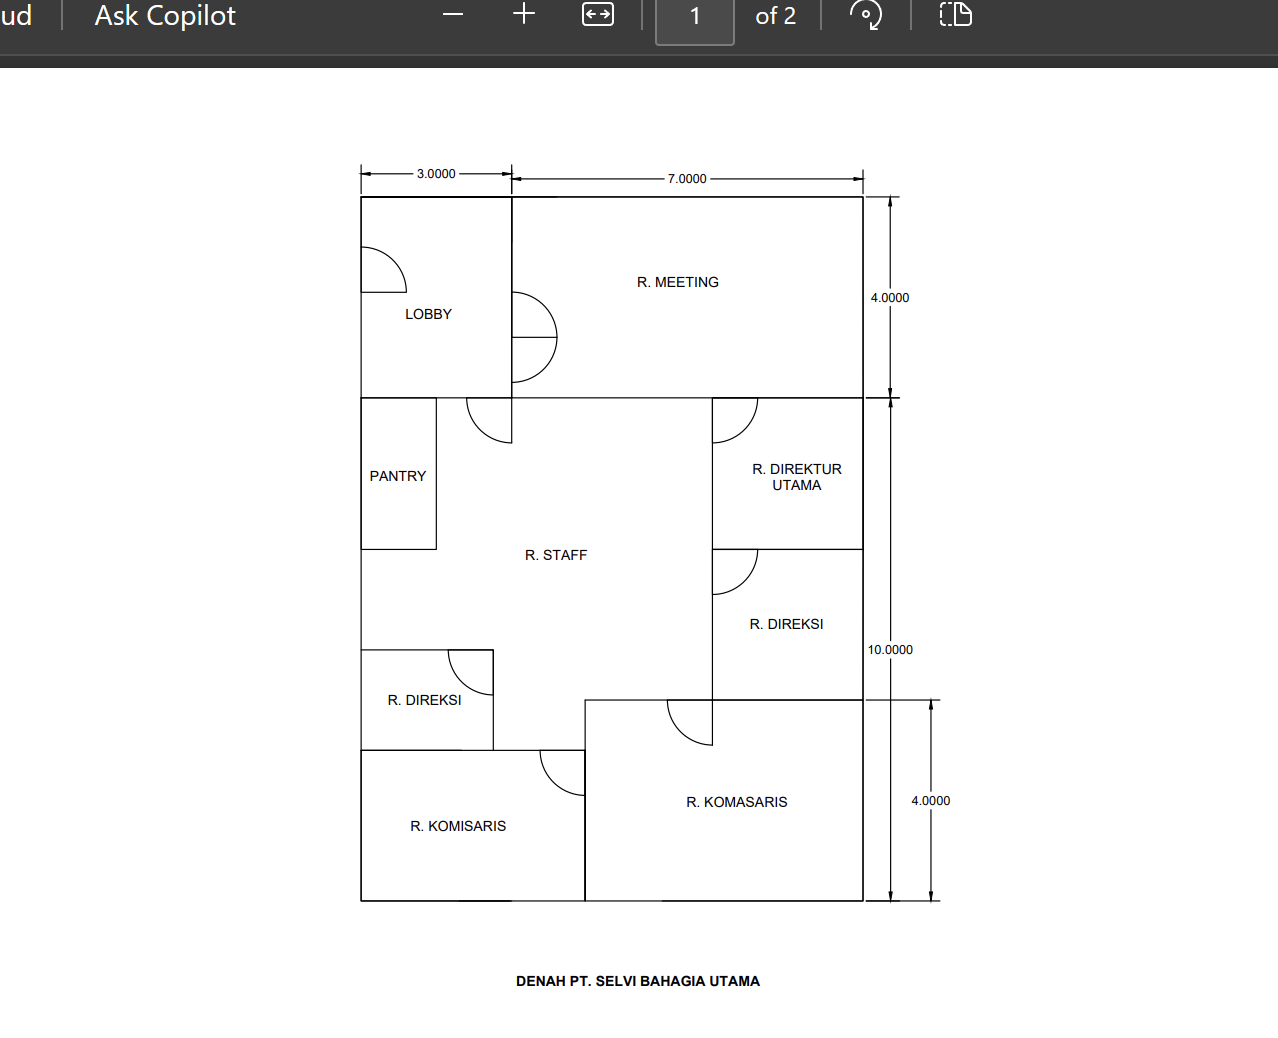 ud
Ask Copilot
1
of 2
3.0000
7.0000
R. MEETING
4.0000
LOBBY
PANTRY
R. DIREKTUR
UTAMA
R. STAFF
R. DIREKSI
10.0000
R. DIREKSI
4.0000
R. KOMASARIS
R. KOMISARIS
DENAH PT. SELVI BAHAGIA UTAMA